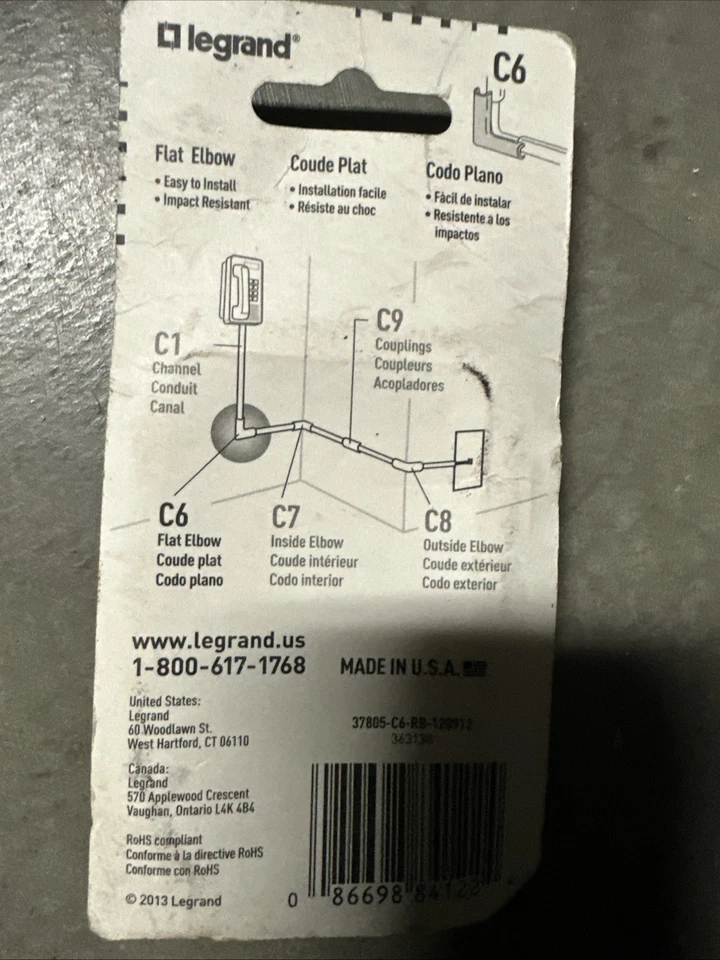 legrand®
C6
Flat Elbow
• Easy to Install
• Impact Resistant
Coude Plat
• Installation facile
• Résiste au choc
Codo Plano
• Fácil de instalar
• Resistente a los
impactos
C1
Channel
Conduit
Canal
C9
Couplings
Coupleurs
Acopladores
C6
Flat Elbow
Coude plat
Codo plano
C7
Inside Elbow
Coude intérieur
Codo interior
C8
Outside Elbow
Coude extérieur
Codo exterior
www.legrand.us
1-800-617-1768
MADE IN U.S.A.
United States:
Legrand
60 Woodlawn St.
West Hartford, CT 06110
37805-C6-RB-120912
Canada:
Legrand
570 Applewood Crescent
Vaughan, Ontario L4K 4B4
RoHS compliant
Conforme à la directive RoHS
Conforme con RoHS
© 2013 Legrand
0 86698